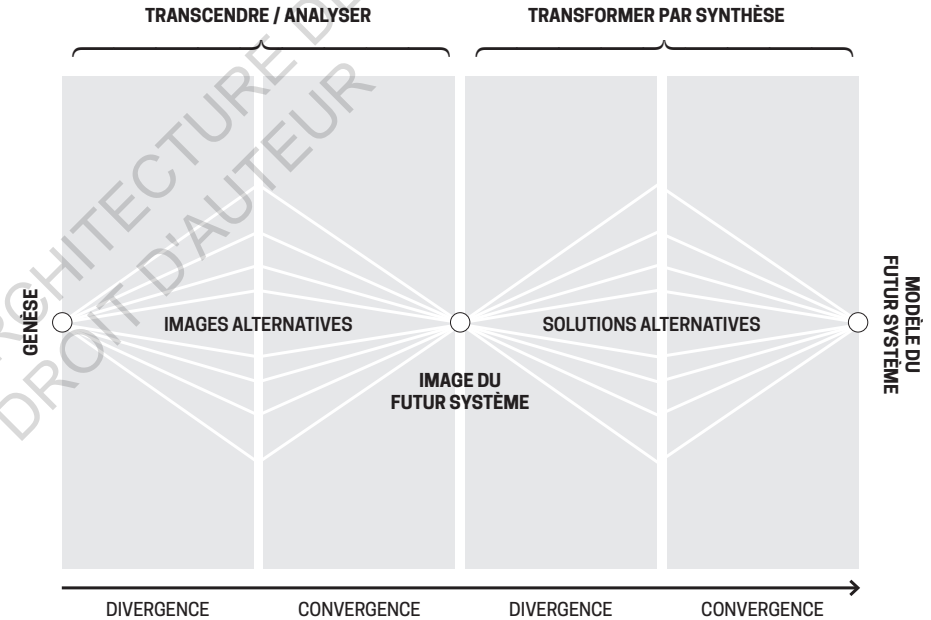 TRANSCENDRE / ANALYSER
TRANSFORMER PAR SYNTHÈSE
DROIT D'AUTEUR
GENÈSE
IMAGES ALTERNATIVES
SOLUTIONS ALTERNATIVES
MODÈLE DU
FUTUR SYSTÈME
IMAGE DU
FUTUR SYSTÈME
DIVERGENCE
CONVERGENCE
DIVERGENCE
CONVERGENCE